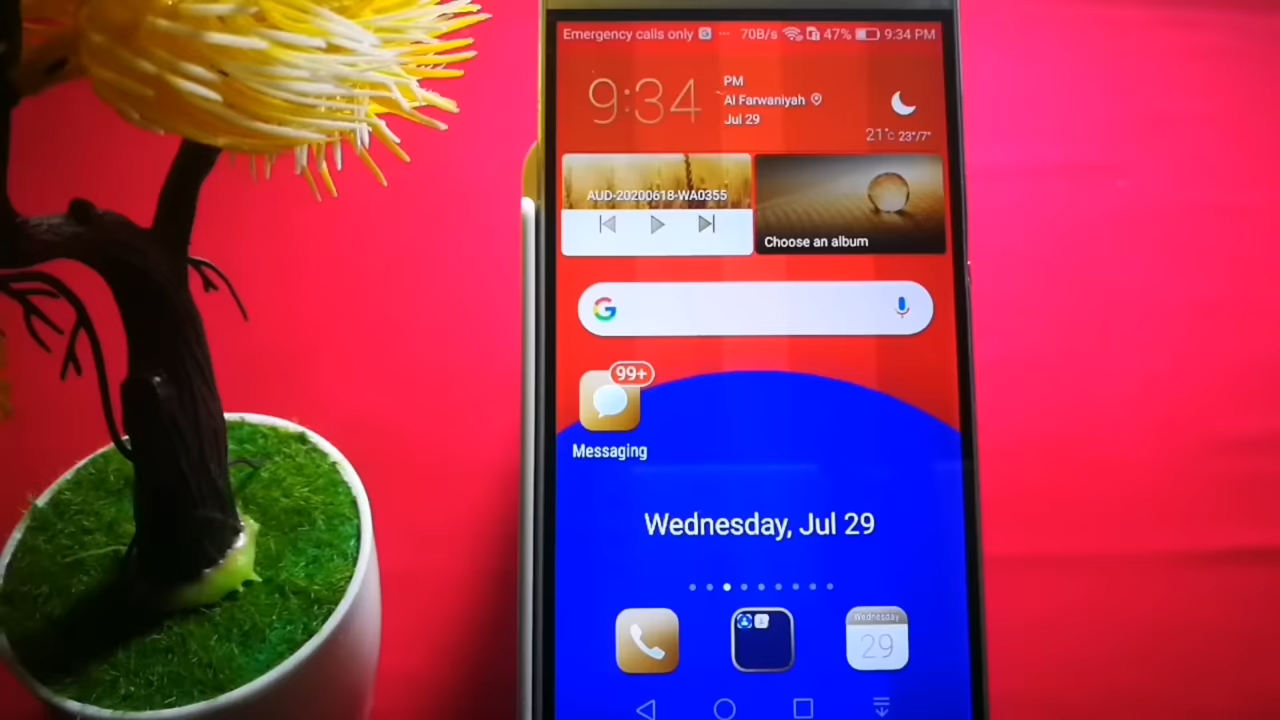 Emergency calls only 70B/s 47% 9:34 PM
9:34
PM
Al Farwaniyah
Jul 29
21°c 23°/7°
AUD-20200618-WA0355
Choose an album
G
99+
Messaging
Wednesday, Jul 29
Wednesday
29